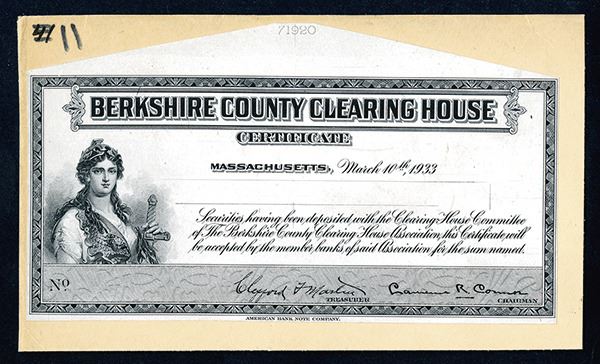 11
71920
BERKSHIRE COUNTY CLEARING HOUSE
CERTIFICATE
MASSACHUSETTS, March 10th, 1933
Securities having been deposited with the Clearing House Committee
of The Berkshire County Clearing House Association, this Certificate will
be accepted by the member banks of said Association for the sum named.
No
TREASURER
CHAIRMAN
AMERICAN BANK NOTE COMPANY.